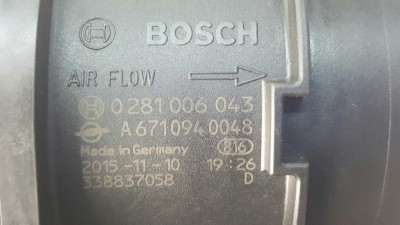 BOSCH
AIR FLOW
0 281 006 043
A 671 094 0048
Made in Germany 816
2015-11-10 19:26
338837058 D